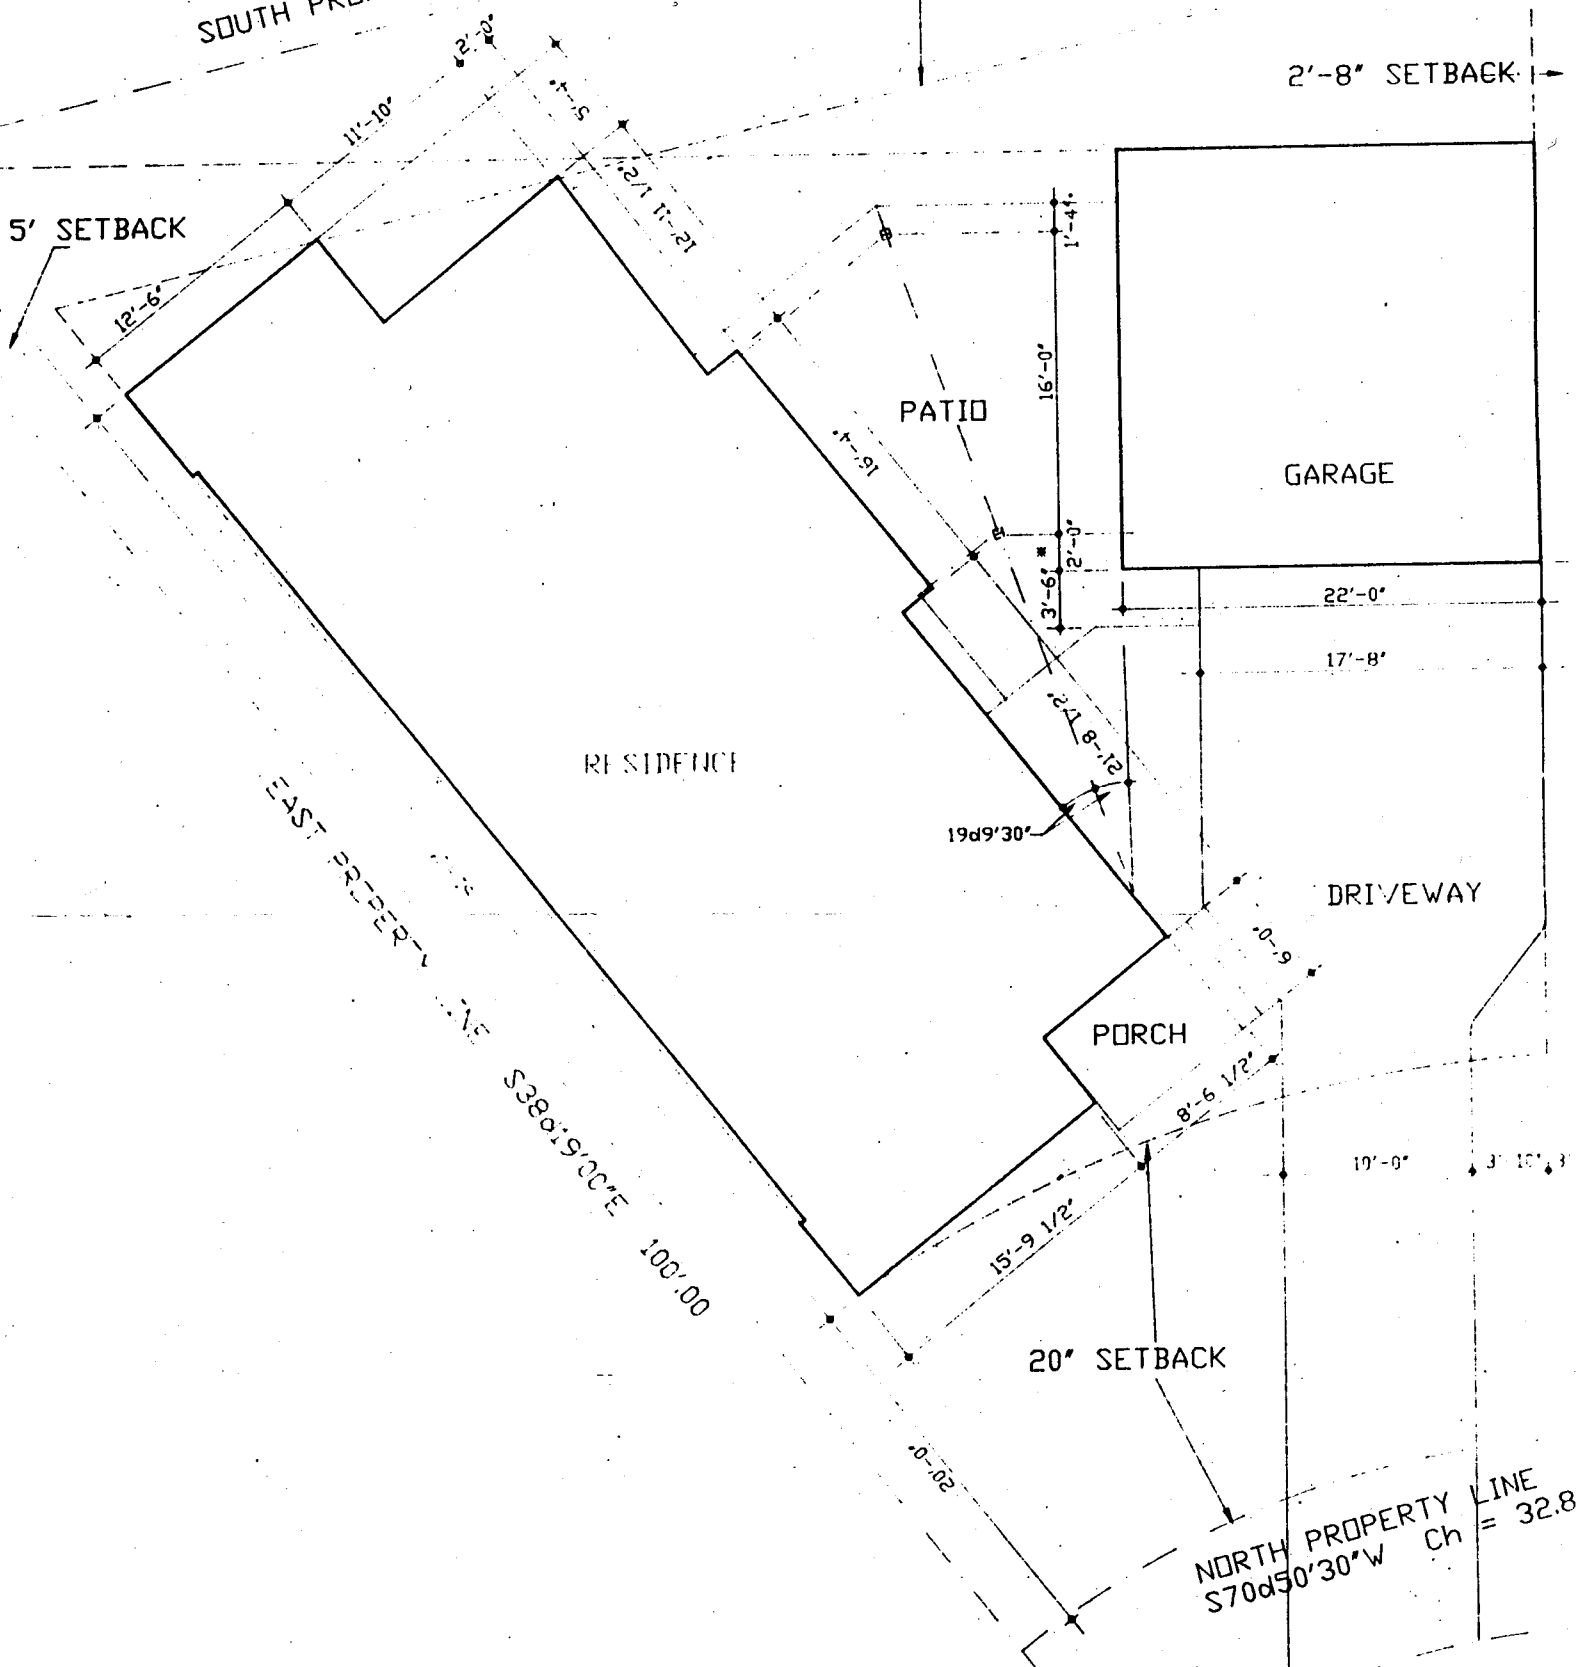 SOUTH
2'-0"
2'-8" SETBACK
5'-4"
11'-10"
12'-11 1/2"
5' SETBACK
1'-4"
12'-6"
16'-0"
PATIO
16'-4"
GARAGE
2'-0"
3'-6" *
22'-0"
17'-8"
21'-8 1/2"
RESIDENCE
19d9'30"
EAST PROPERTY LINE S38d19'00"E 100'.00
DRIVEWAY
6'-0"
PORCH
8'-6 1/2"
19'-0"
3'-10"
15'-9 1/2"
20" SETBACK
20'-0"
NORTH PROPERTY LINE
S70d50'30"W Ch = 32.8